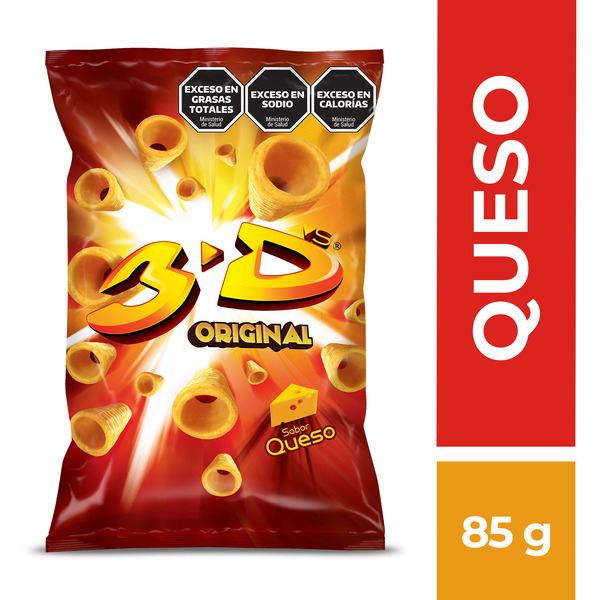 EXCESO EN
GRASAS
TOTALES
Ministerio
de Salud
EXCESO EN
SODIO
Ministerio
de Salud
EXCESO EN
CALORÍAS
Ministerio
de Salud
3·D'S®
ORIGINAL
Sabor
Queso
QUESO
85 g